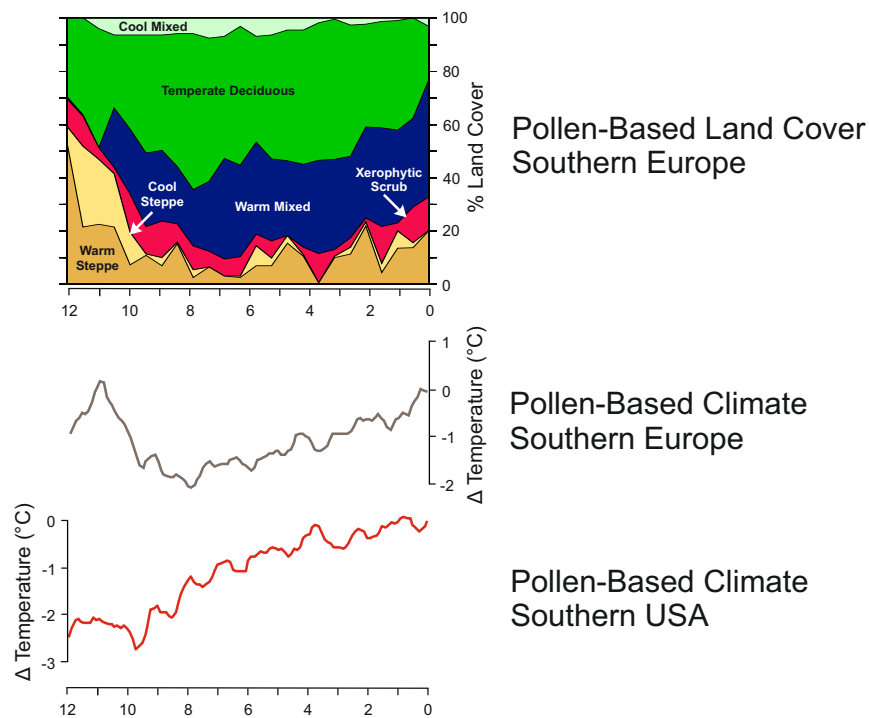 Cool Mixed
Temperate Deciduous
Cool
Steppe
Xerophytic
Scrub
Warm Mixed
Warm
Steppe
100
80
60
40
20
0
% Land Cover
12 10 8 6 4 2 0
Pollen-Based Land Cover
Southern Europe
1
0
-1
-2
Δ Temperature (°C)
Pollen-Based Climate
Southern Europe
Δ Temperature (°C)
0
-1
-2
-3
12 10 8 6 4 2 0
Pollen-Based Climate
Southern USA